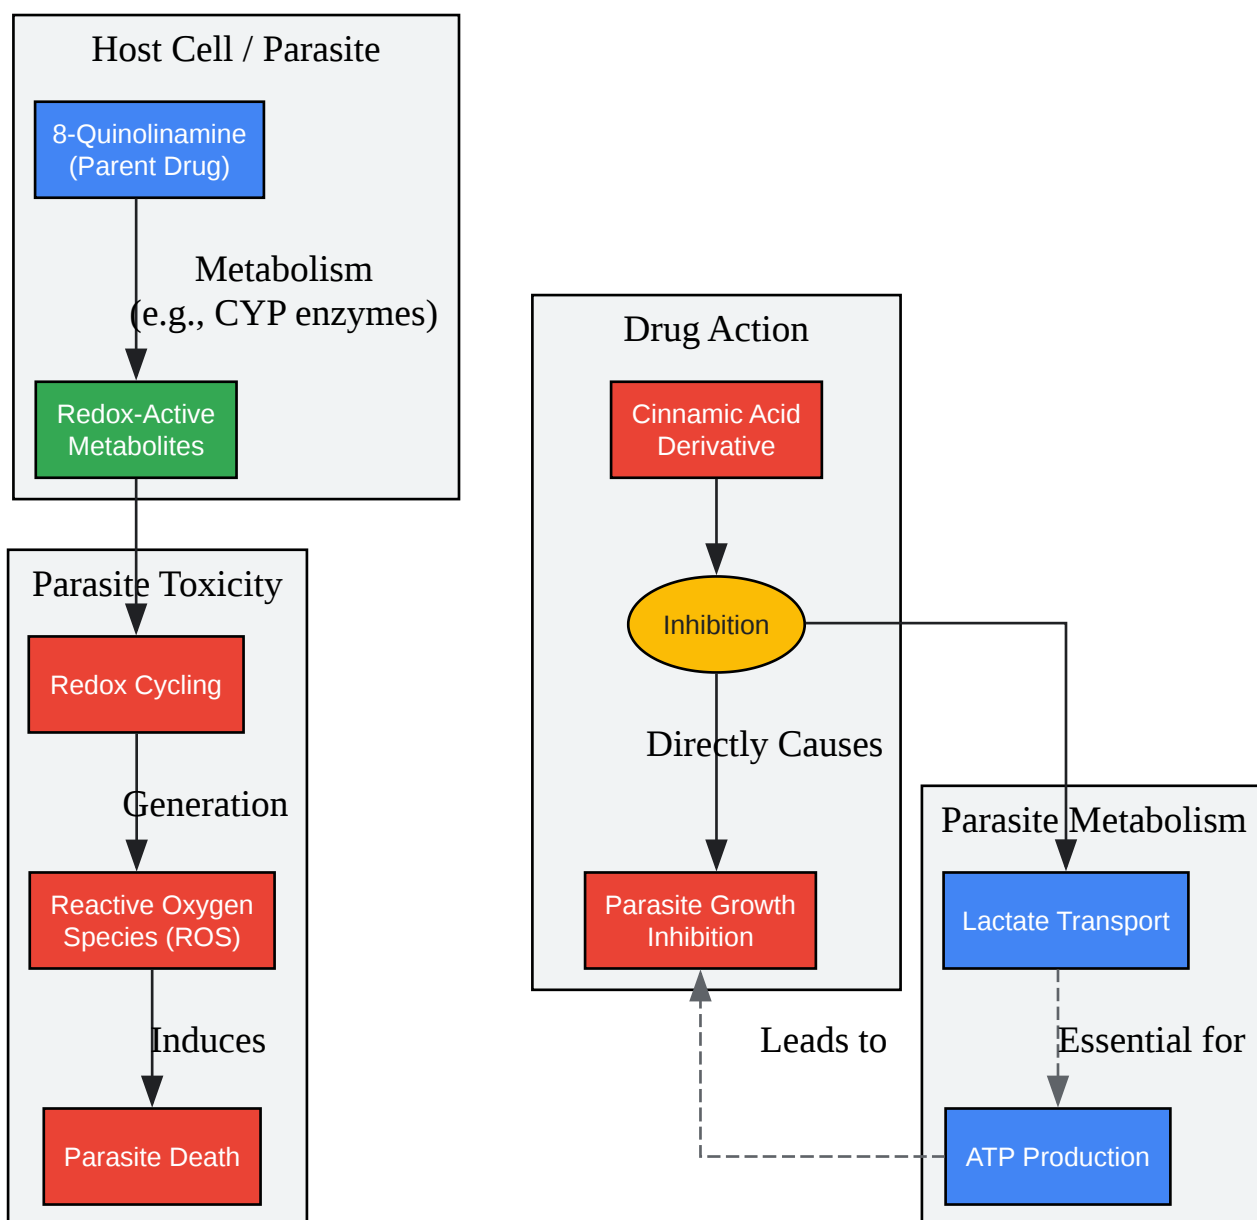 Host Cell / Parasite
8-Quinolinamine
(Parent Drug)
Metabolism
(e.g., CYP enzymes)
Redox-Active
Metabolites
Parasite Toxicity
Redox Cycling
Generation
Reactive Oxygen
Species (ROS)
Induces
Parasite Death
Drug Action
Cinnamic Acid
Derivative
Inhibition
Directly Causes
Parasite Growth
Inhibition
Leads to
Parasite Metabolism
Lactate Transport
Essential for
ATP Production